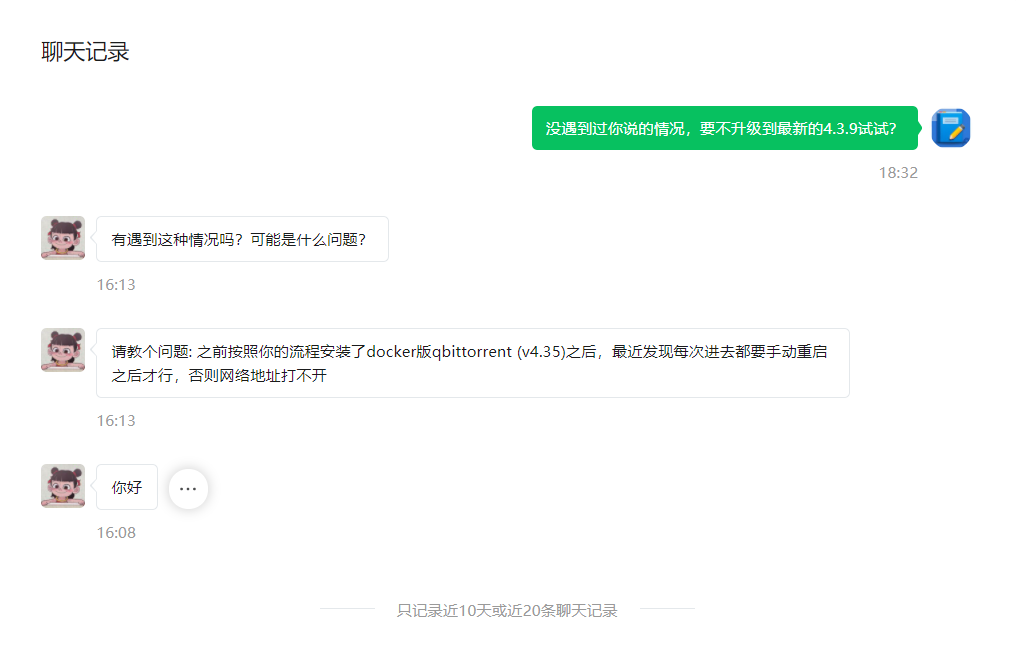 聊天记录
没遇到过你说的情况，要不升级到最新的4.3.9试试？
18:32
有遇到这种情况吗？可能是什么问题？
16:13
请教个问题: 之前按照你的流程安装了docker版qbittorrent (v4.35)之后，最近发现每次进去都要手动重启
之后才行，否则网络地址打不开
16:13
你好
16:08
只记录近10天或近20条聊天记录